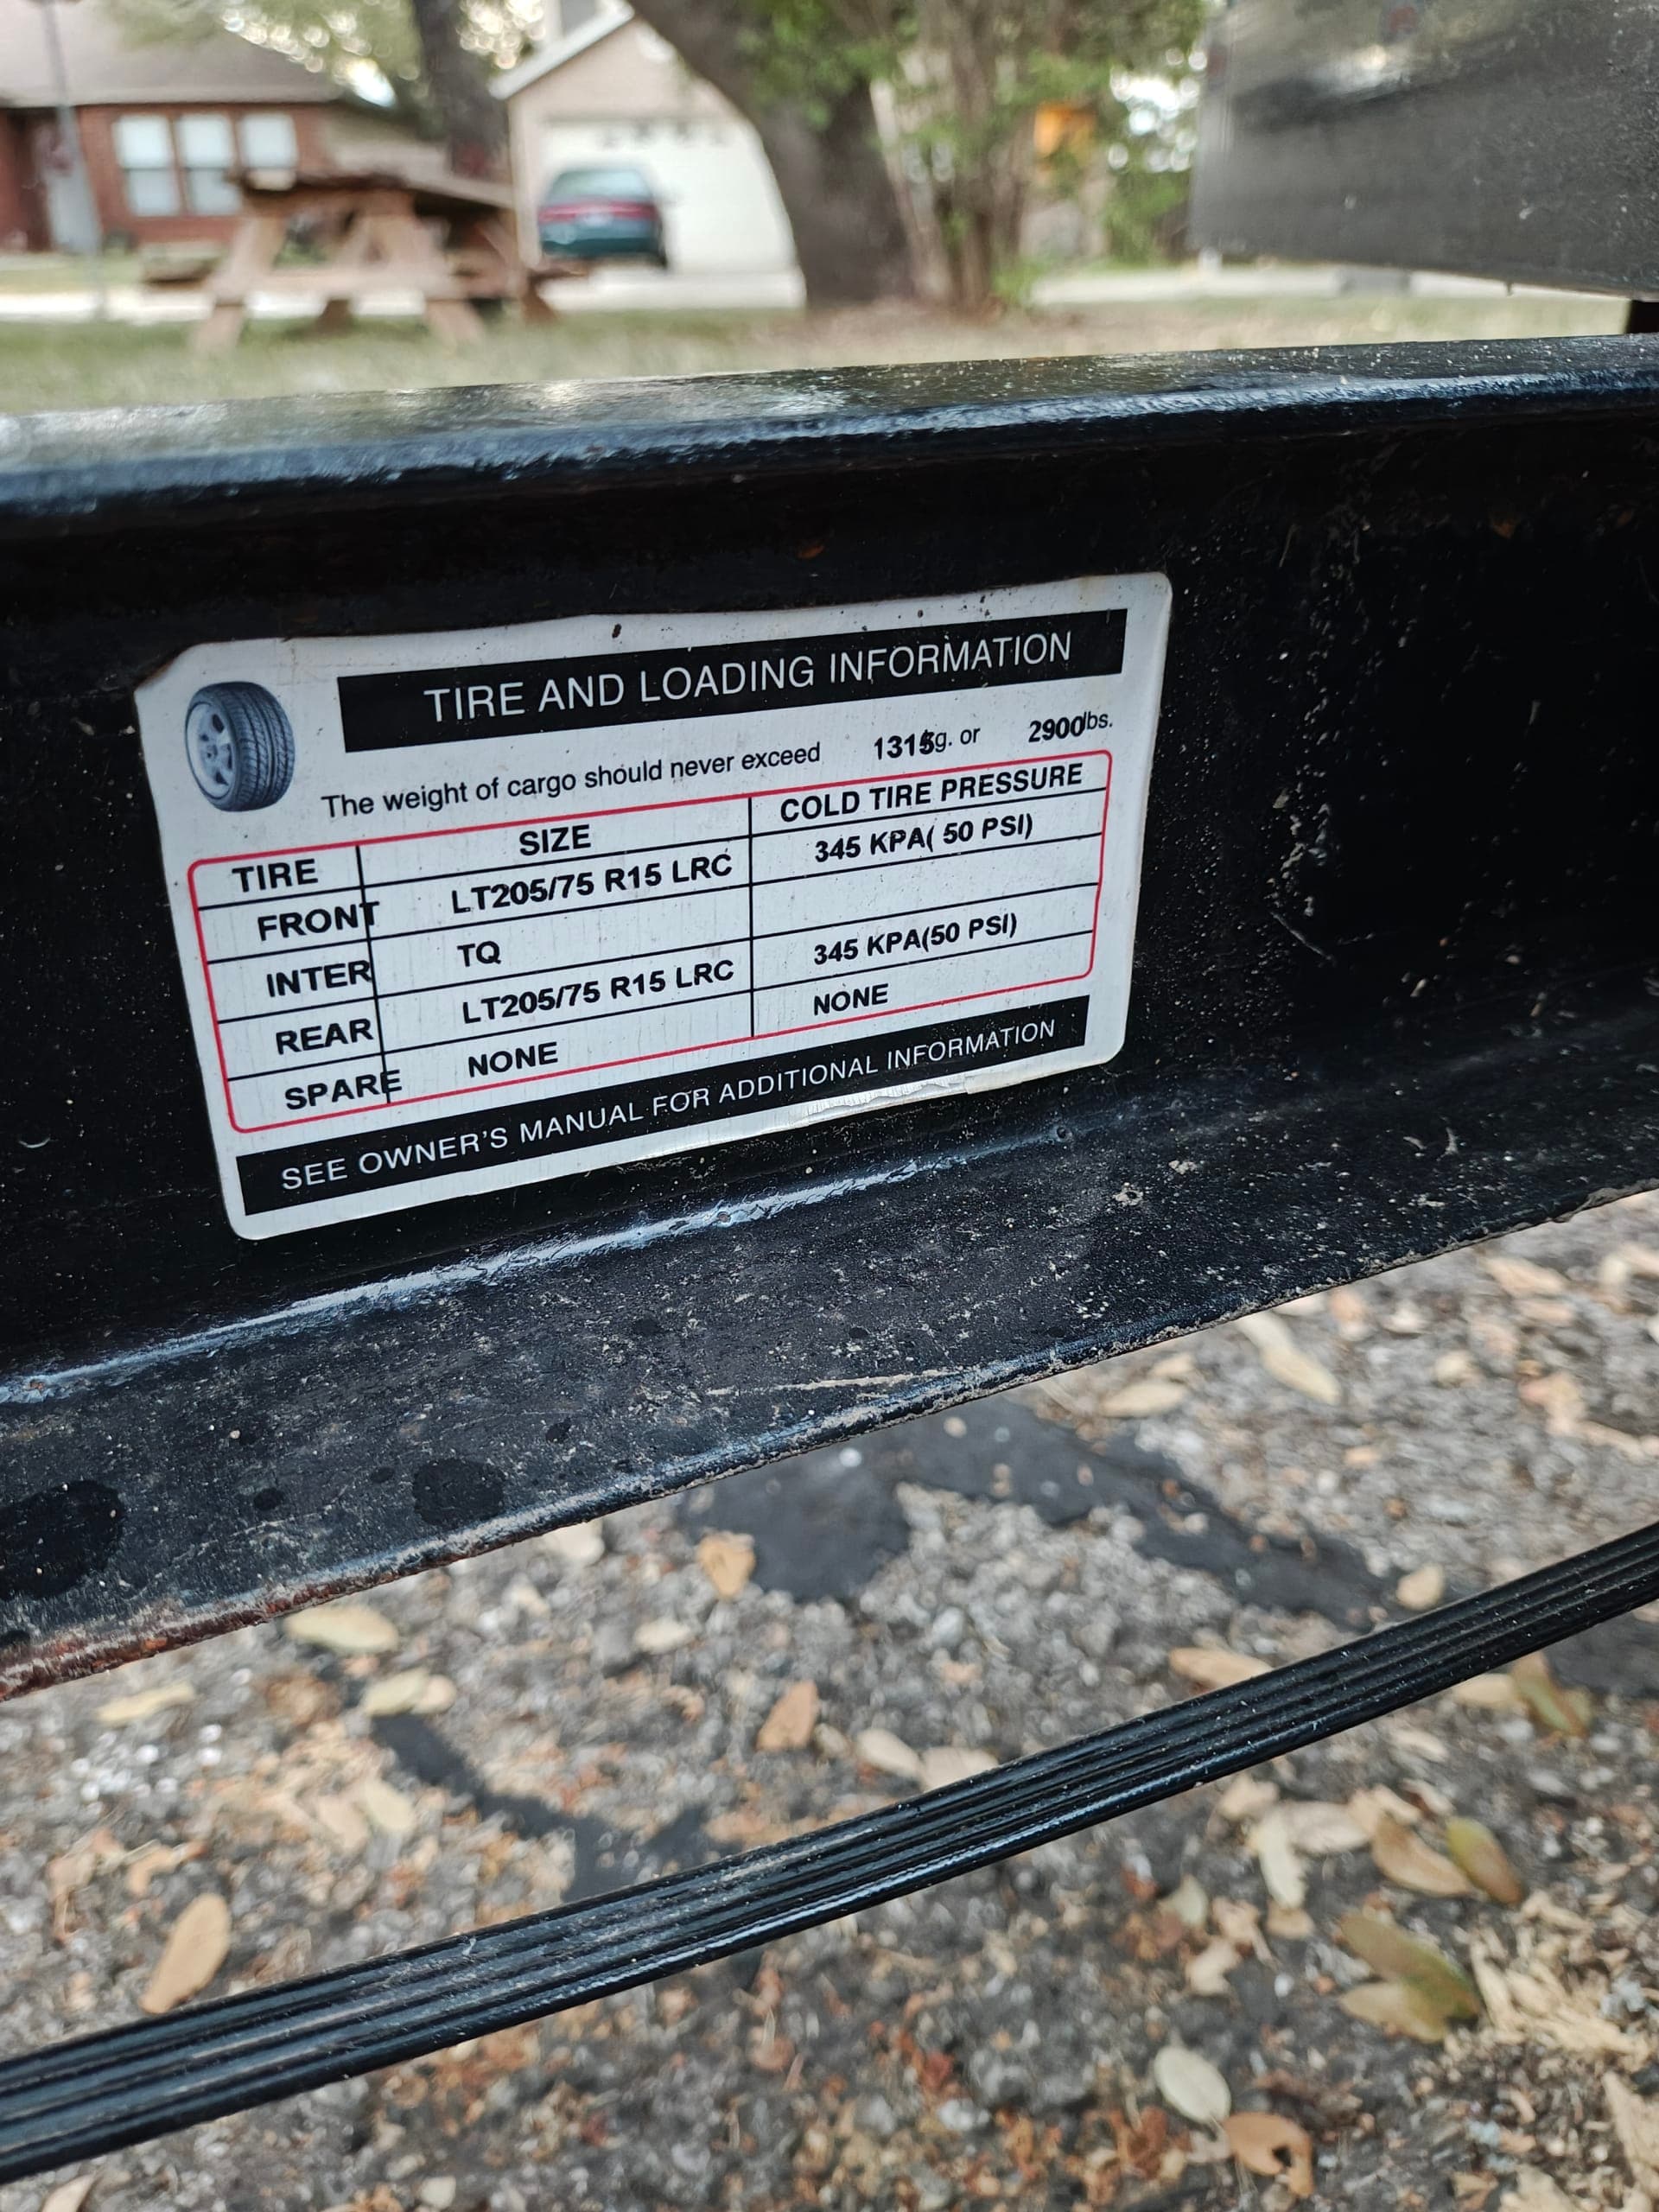 TIRE AND LOADING INFORMATION
The weight of cargo should never exceed 1315kg. or 2900lbs.
TIRE SIZE COLD TIRE PRESSURE
FRONT LT205/75 R15 LRC 345 KPA( 50 PSI)
INTER TQ
REAR LT205/75 R15 LRC 345 KPA(50 PSI)
SPARE NONE NONE
SEE OWNER'S MANUAL FOR ADDITIONAL INFORMATION